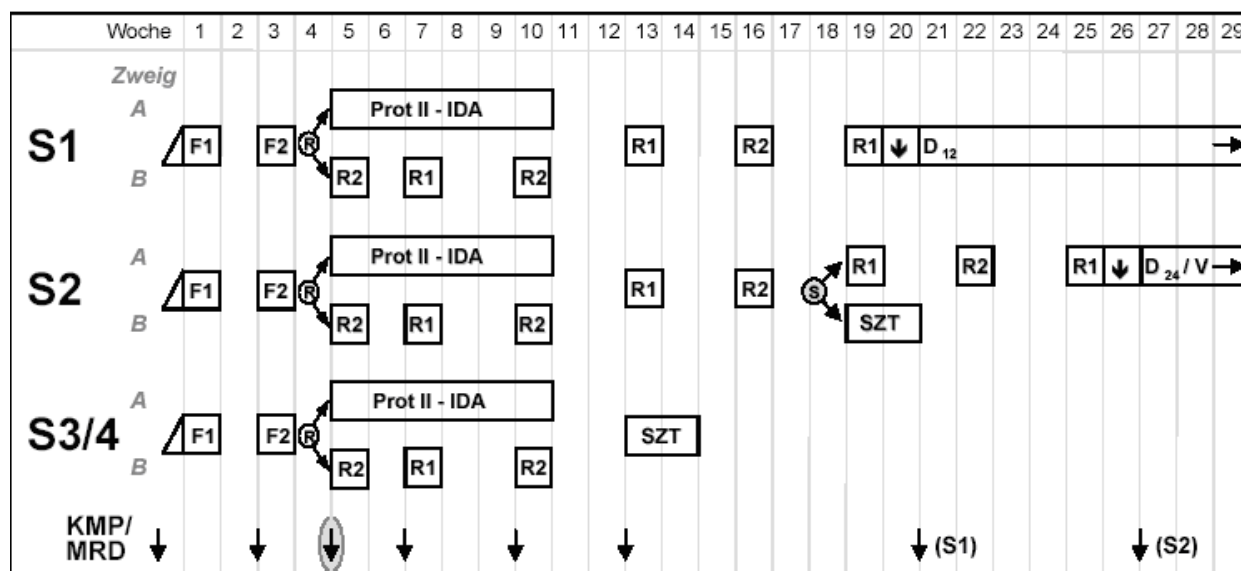 Woche 1 2 3 4 5 6 7 8 9 10 11 12 13 14 15 16 17 18 19 20 21 22 23 24 25 26 27 28 29
Zweig
A Prot II - IDA
S1 F1 F2 R R1 R2 R1 D 12
B R2 R1 R2
A Prot II - IDA R1 R2 R1 D 24 / V
S2 F1 F2 R R1 R2 S
B R2 R1 R2 SZT
A Prot II - IDA
S3/4 F1 F2 R SZT
B R2 R1 R2
KMP/
MRD (S1) (S2)